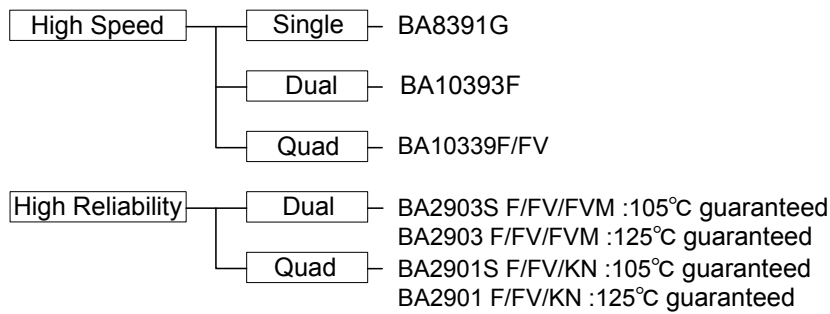 High Speed Single BA8391G
Dual BA10393F
Quad BA10339F/FV
High Reliability Dual BA2903S F/FV/FVM :105℃ guaranteed
BA2903 F/FV/FVM :125℃ guaranteed
Quad BA2901S F/FV/KN :105℃ guaranteed
BA2901 F/FV/KN :125℃ guaranteed